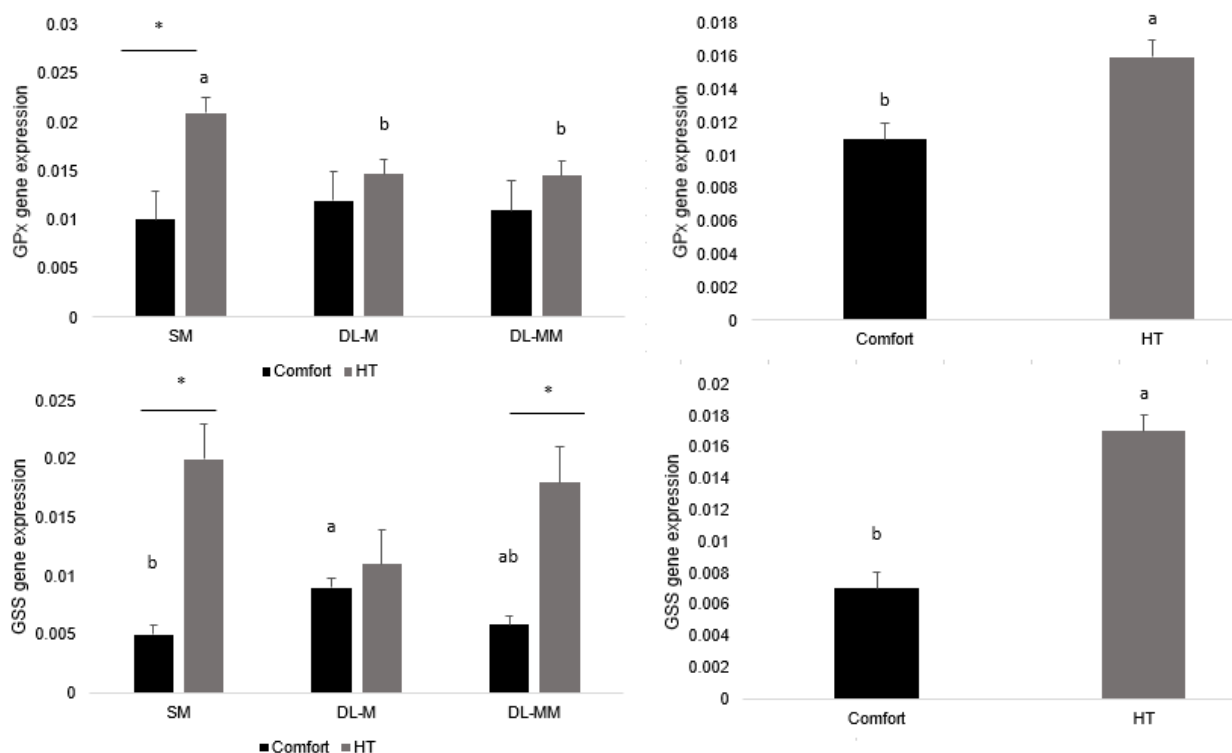 GPx gene expression
0.03
0.025
0.02
0.015
0.01
0.005
0
*
a
b
b
SM DL-M DL-MM
Comfort HT
GPx gene expression
0.018
0.016
0.014
0.012
0.01
0.008
0.006
0.004
0.002
0
b
a
Comfort HT
GSS gene expression
0.025
0.02
0.015
0.01
0.005
0
*
*
b
a
ab
SM DL-M DL-MM
Comfort HT
GSS gene expression
0.02
0.018
0.016
0.014
0.012
0.01
0.008
0.006
0.004
0.002
0
b
a
Comfort HT